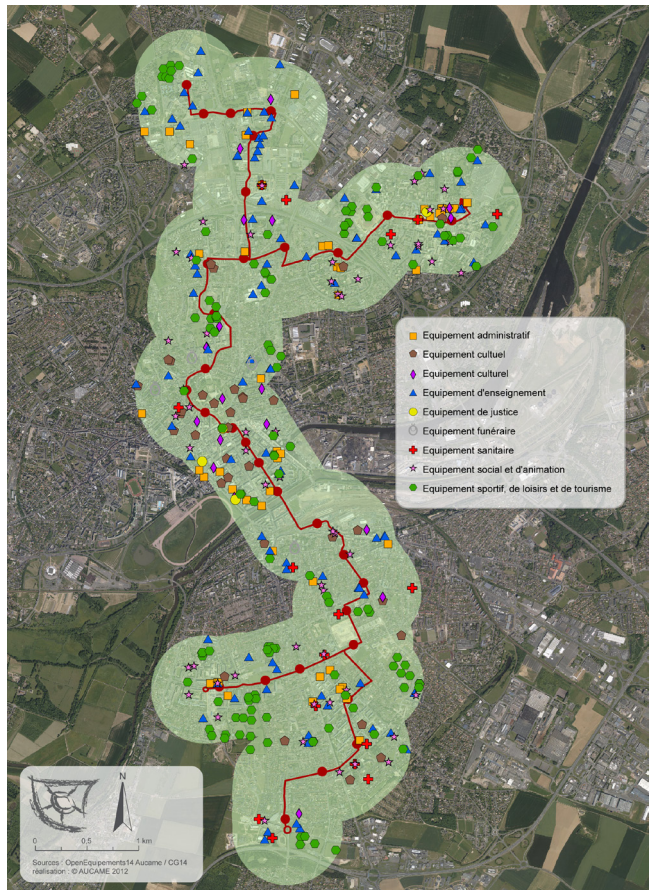 Equipement administratif
Equipement cultuel
Equipement culturel
Equipement d'enseignement
Equipement de justice
Equipement funéraire
Equipement sanitaire
Equipement social et d'animation
Equipement sportif, de loisirs et de tourisme
N
0 0.5 1 km
Sources : OpenEquipements14 Aucame / CG14
réalisation : © AUCAME 2012